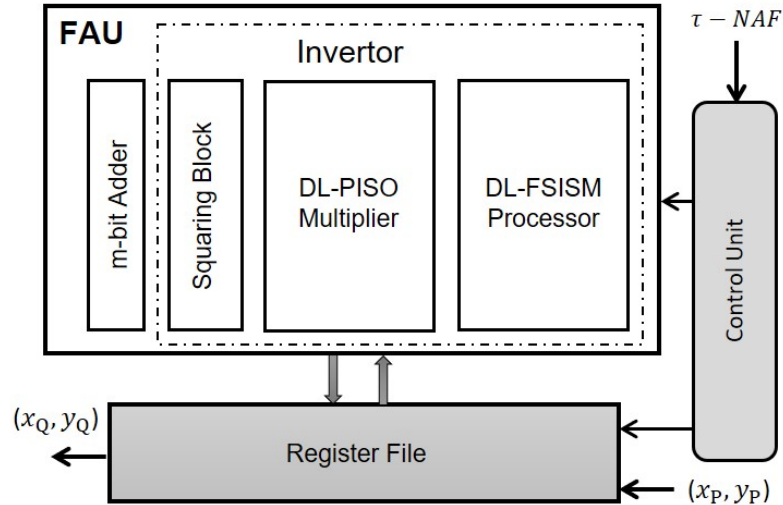 FAU
τ − NAF
Invertor
m-bit Adder
Squaring Block
DL-PISO
Multiplier
DL-FSISM
Processor
Control Unit
(x_Q, y_Q)
Register File
(x_P, y_P)